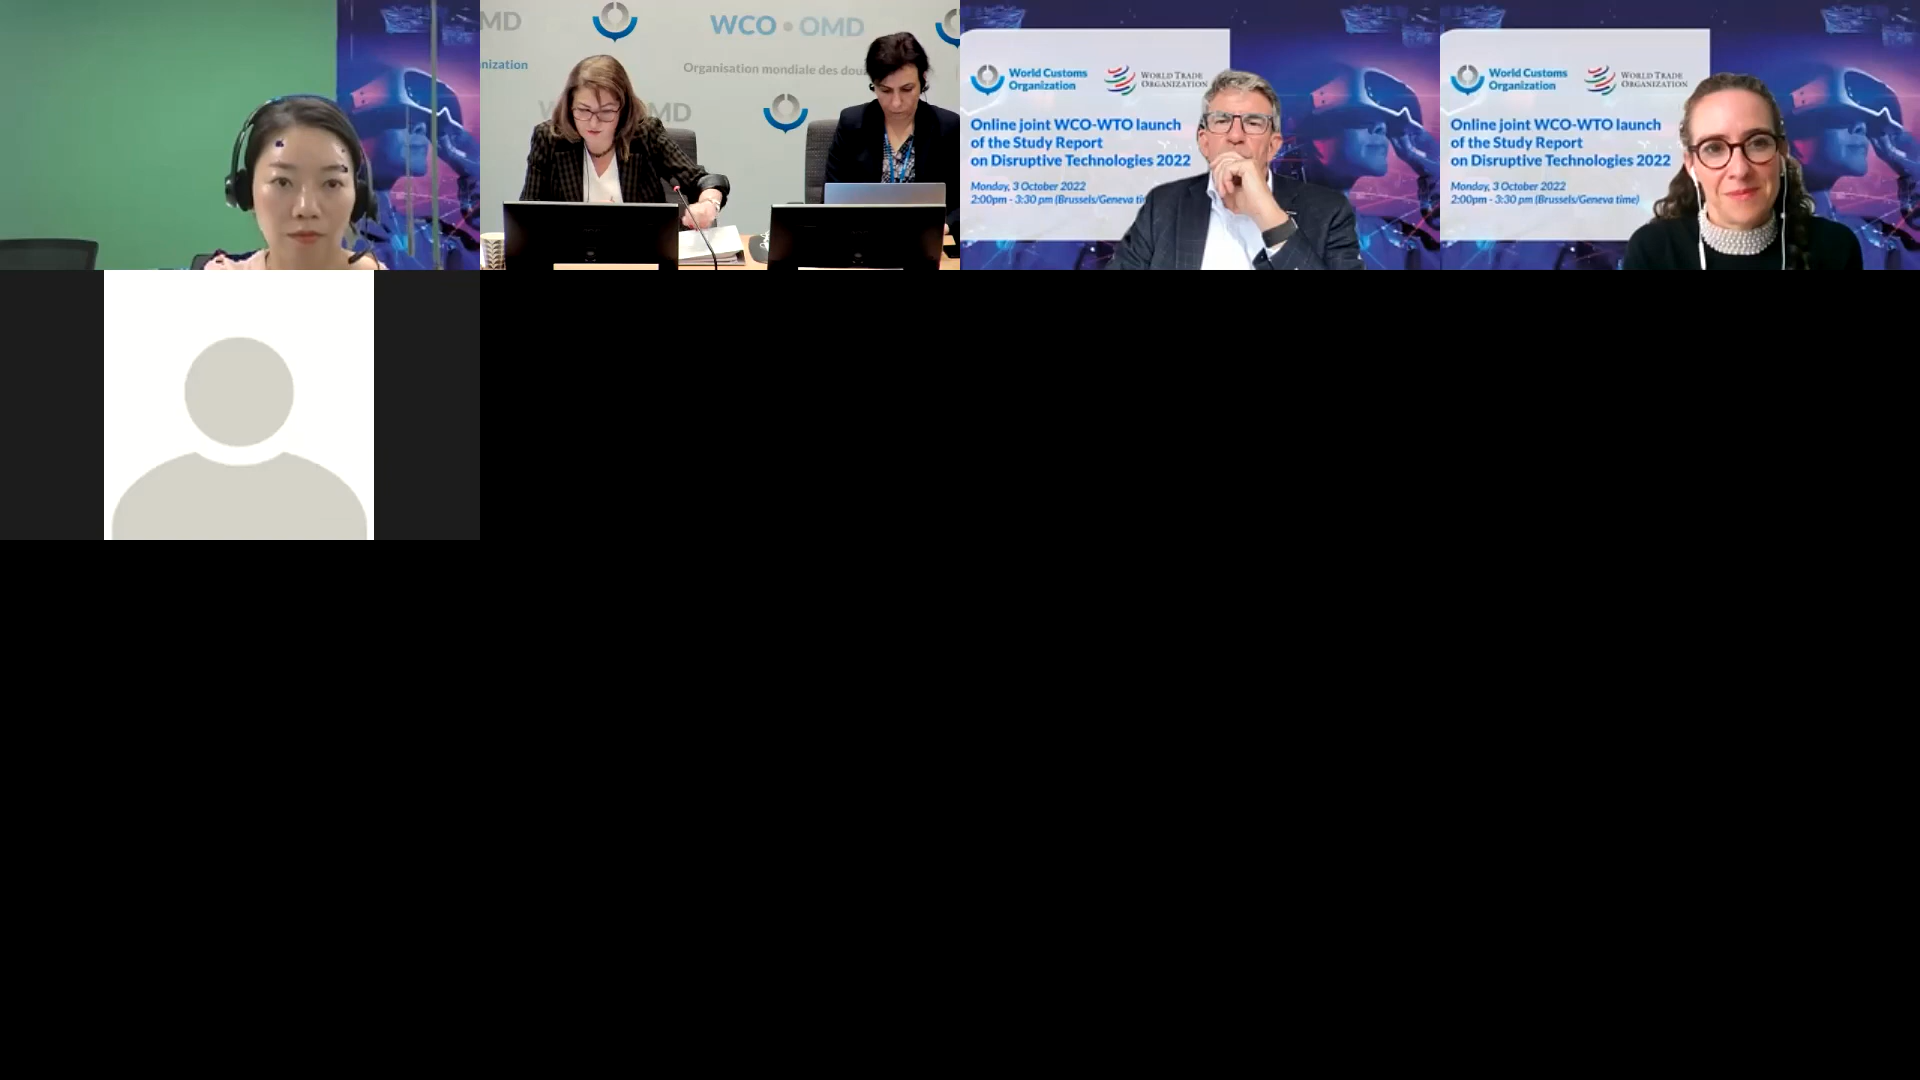 MD
nization
WCO • OMD
Organisation mondiale des doua
W
MD
World Customs
Organization
WORLD TRADE
ORGANIZATION
Online joint WCO-WTO launch
of the Study Report
on Disruptive Technologies 2022
Monday, 3 October 2022
2:00pm - 3:30 pm (Brussels/Geneva ti
World Customs
Organization
WORLD TRADE
ORGANIZATION
Online joint WCO-WTO launch
of the Study Report
on Disruptive Technologies 2022
Monday, 3 October 2022
2:00pm - 3:30 pm (Brussels/Geneva time)